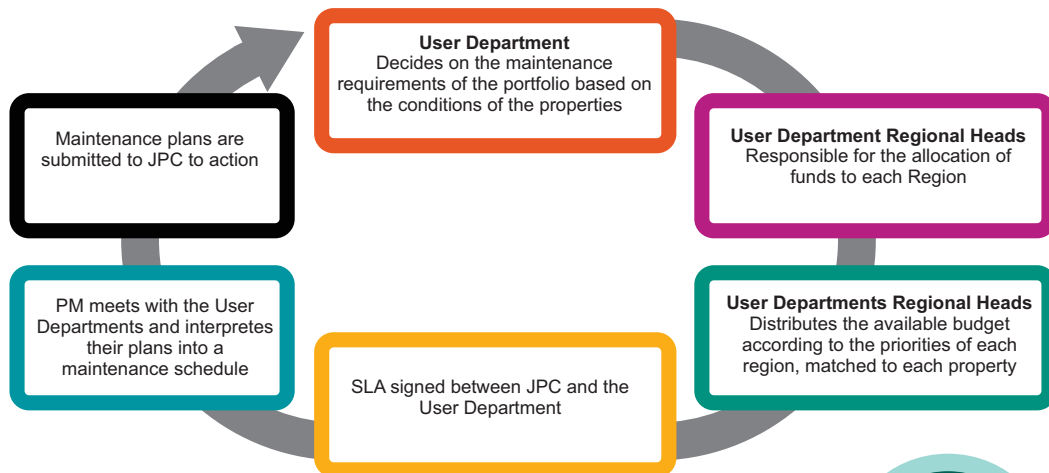 User Department
Decides on the maintenance
requirements of the portfolio based on
the conditions of the properties
User Department Regional Heads
Responsible for the allocation of
funds to each Region
User Departments Regional Heads
Distributes the available budget
according to the priorities of each
region, matched to each property
SLA signed between JPC and the
User Department
PM meets with the User
Departments and interpretes
their plans into a
maintenance schedule
Maintenance plans are
submitted to JPC to action